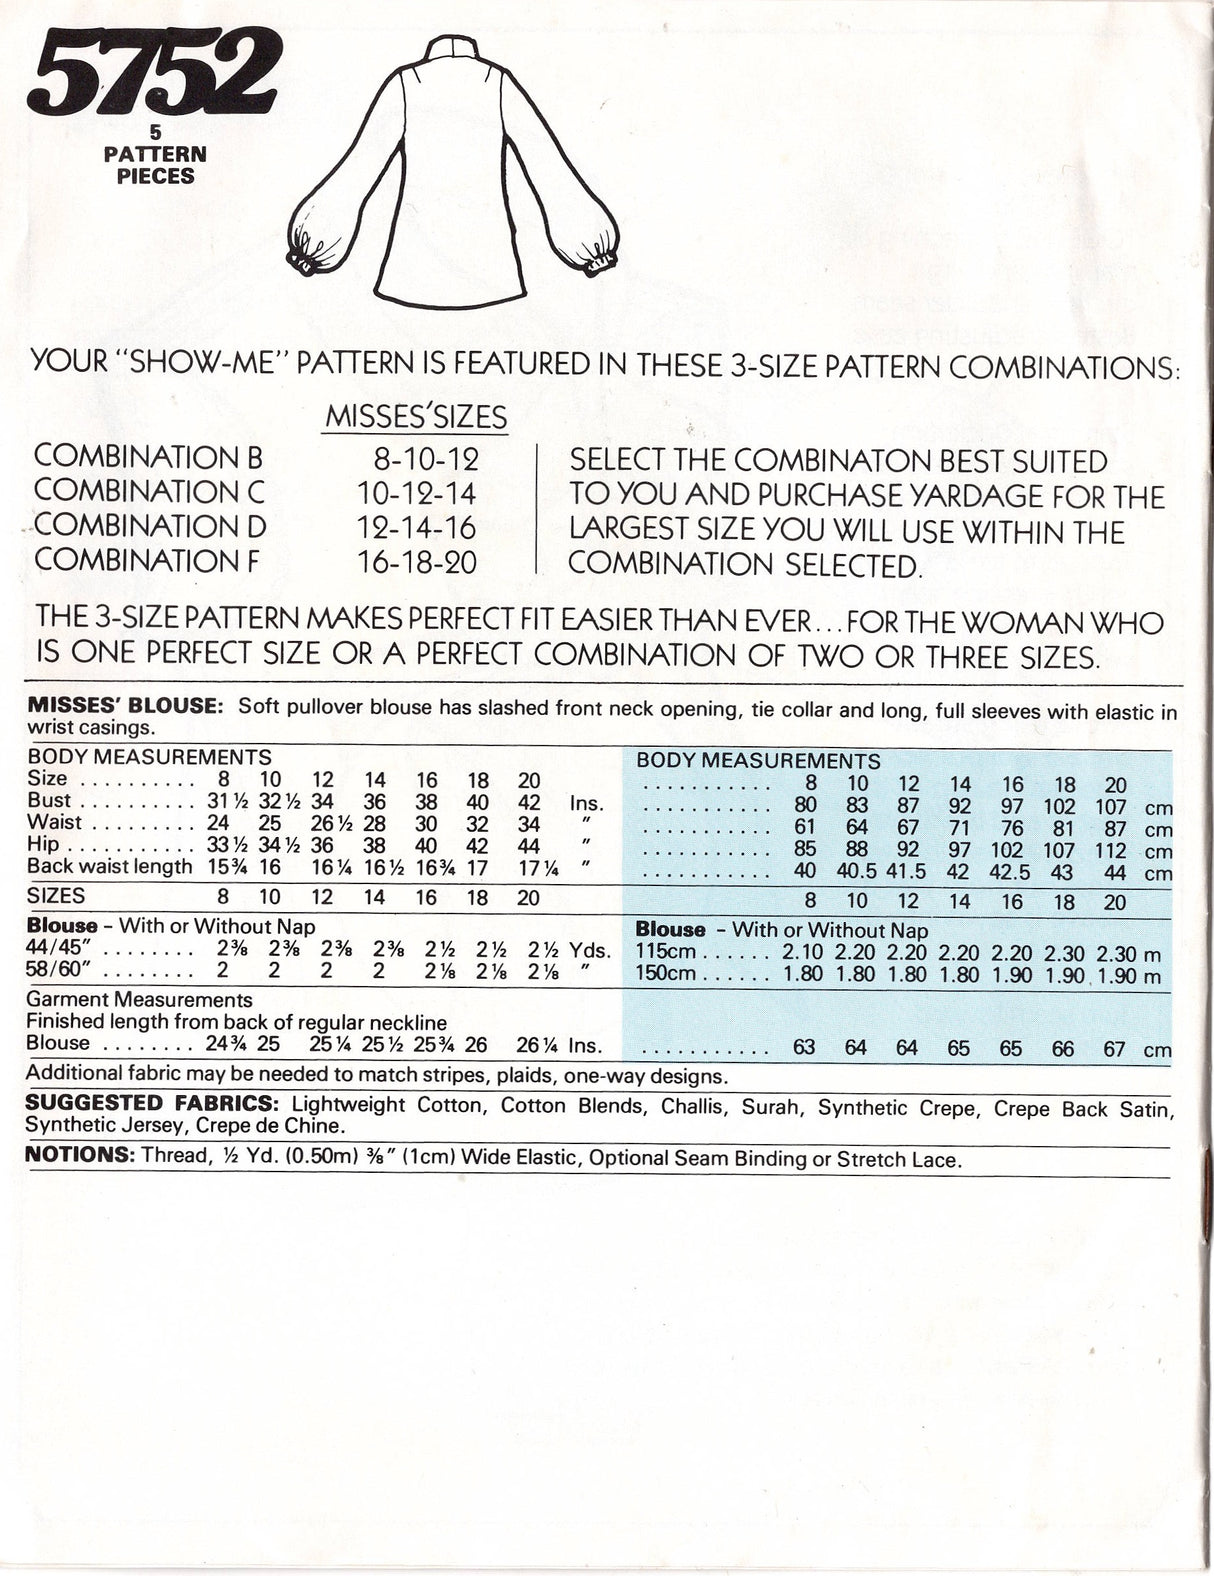 5752
5
PATTERN
PIECES
YOUR "SHOW-ME" PATTERN IS FEATURED IN THESE 3-SIZE PATTERN COMBINATIONS:
MISSES' SIZES
COMBINATION B 8-10-12
COMBINATION C 10-12-14
COMBINATION D 12-14-16
COMBINATION F 16-18-20
SELECT THE COMBINATON BEST SUITED
TO YOU AND PURCHASE YARDAGE FOR THE
LARGEST SIZE YOU WILL USE WITHIN THE
COMBINATION SELECTED.
THE 3-SIZE PATTERN MAKES PERFECT FIT EASIER THAN EVER...FOR THE WOMAN WHO
IS ONE PERFECT SIZE OR A PERFECT COMBINATION OF TWO OR THREE SIZES.
MISSES' BLOUSE: Soft pullover blouse has slashed front neck opening, tie collar and long, full sleeves with elastic in
wrist casings.
BODY MEASUREMENTS
Size .......... 8 10 12 14 16 18 20
Bust .......... 31½ 32½ 34 36 38 40 42 Ins.
Waist ......... 24 25 26½ 28 30 32 34 "
Hip ........... 33½ 34½ 36 38 40 42 44 "
Back waist length 15¾ 16 16¼ 16½ 16¾ 17 17¼ "
SIZES 8 10 12 14 16 18 20
Blouse – With or Without Nap
44/45" ........ 2⅜ 2⅜ 2⅜ 2⅜ 2½ 2½ 2½ Yds.
58/60" ........ 2 2 2 2 2⅛ 2⅛ 2⅛ "
Garment Measurements
Finished length from back of regular neckline
Blouse ........ 24¾ 25 25¼ 25½ 25¾ 26 26¼ Ins.
BODY MEASUREMENTS
........... 8 10 12 14 16 18 20
........... 80 83 87 92 97 102 107 cm
........... 61 64 67 71 76 81 87 cm
........... 85 88 92 97 102 107 112 cm
........... 40 40.5 41.5 42 42.5 43 44 cm
8 10 12 14 16 18 20
Blouse – With or Without Nap
115cm ...... 2.10 2.20 2.20 2.20 2.20 2.30 2.30 m
150cm ...... 1.80 1.80 1.80 1.80 1.90 1.90 1.90 m
........... 63 64 64 65 65 66 67 cm
Additional fabric may be needed to match stripes, plaids, one-way designs.
SUGGESTED FABRICS: Lightweight Cotton, Cotton Blends, Challis, Surah, Synthetic Crepe, Crepe Back Satin,
Synthetic Jersey, Crepe de Chine.
NOTIONS: Thread, ½ Yd. (0.50m) ⅜" (1cm) Wide Elastic, Optional Seam Binding or Stretch Lace.